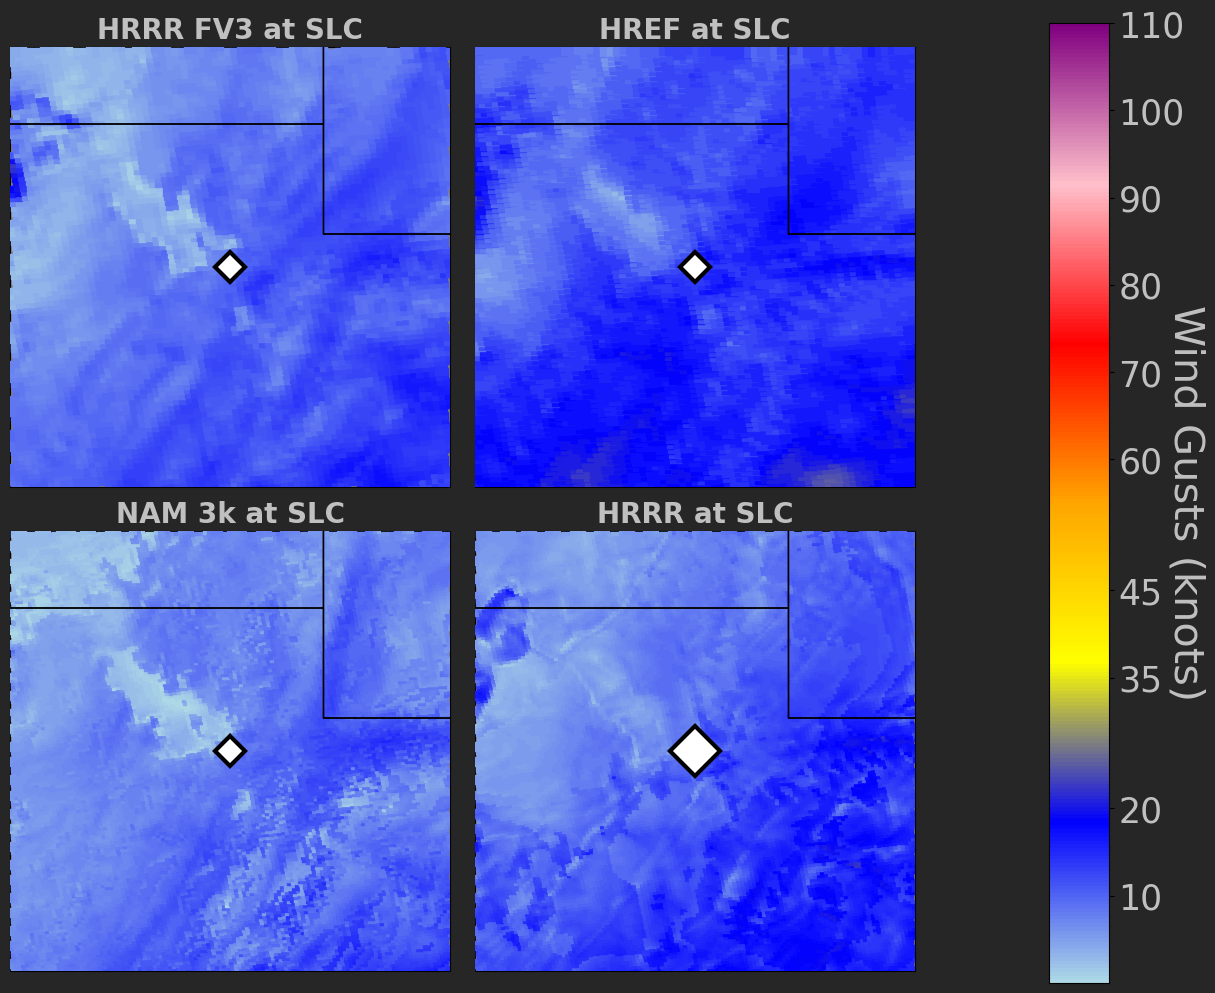 HRRR FV3 at SLC
HREF at SLC
NAM 3k at SLC
HRRR at SLC
110
100
90
80
70
60
45
35
20
10
Wind Gusts (knots)